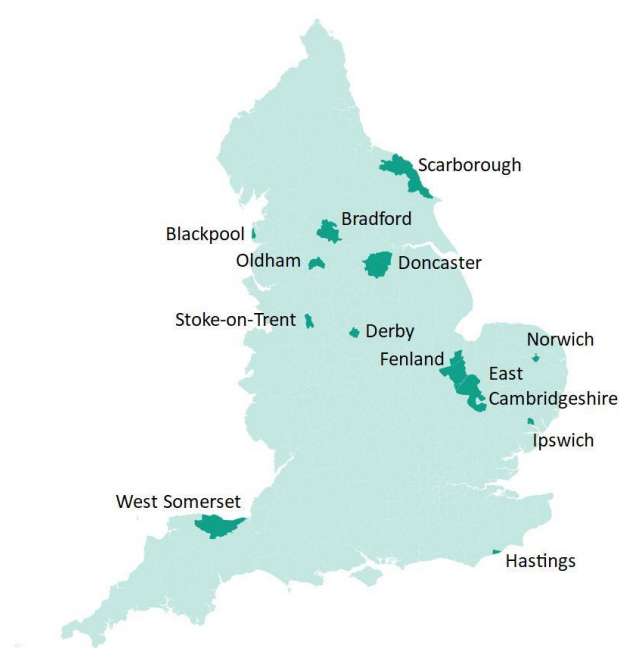 Scarborough
Bradford
Blackpool
Oldham
Doncaster
Stoke-on-Trent
Derby
Norwich
Fenland
East
Cambridgeshire
Ipswich
West Somerset
Hastings